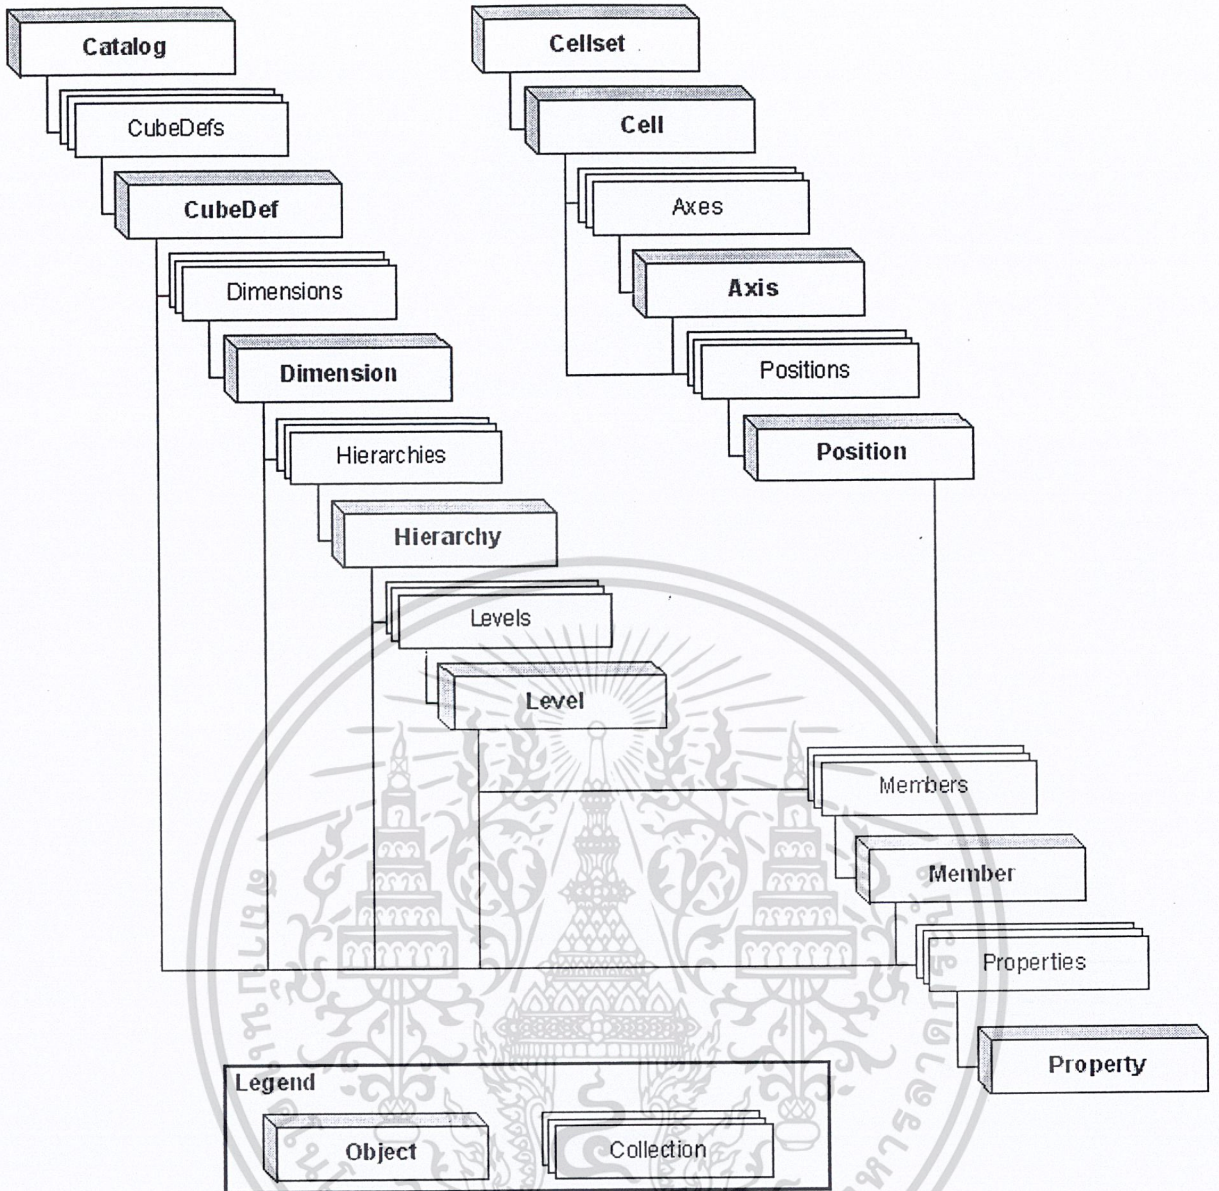 Catalog
CubeDefs
CubeDef
Dimensions
Dimension
Hierarchies
Hierarchy
Levels
Level
Cellset
Cell
Axes
Axis
Positions
Position
Members
Member
Properties
Property
Legend
Object
Collection